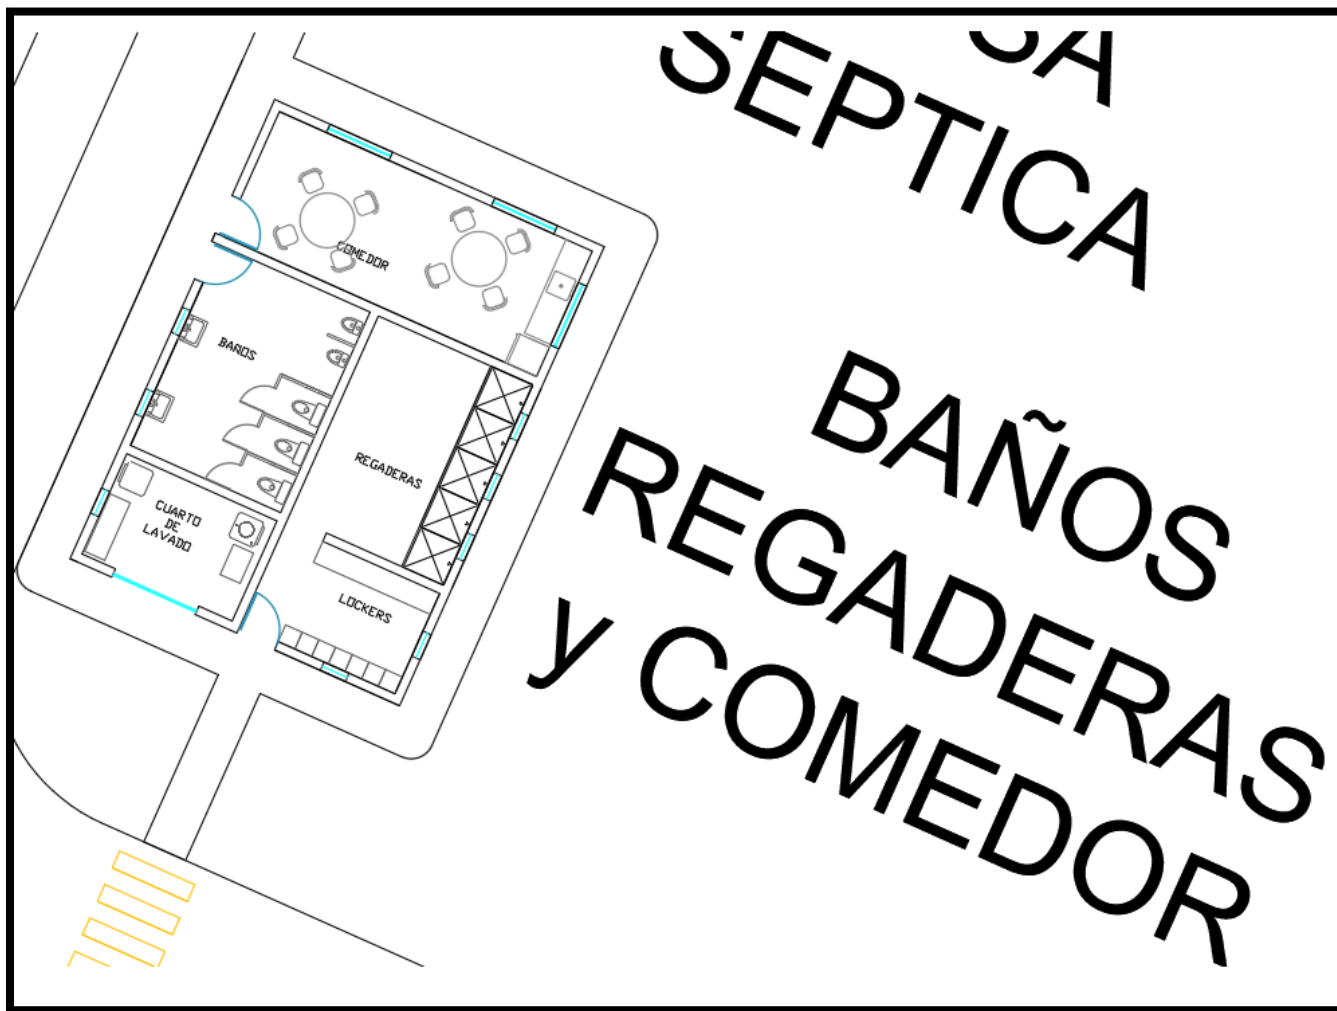 SEPTICA
BAÑOS
REGADERAS
y COMEDOR
COMEDOR
BAÑOS
REGADERAS
CUARTO
DE
LAVADO
LOCKERS